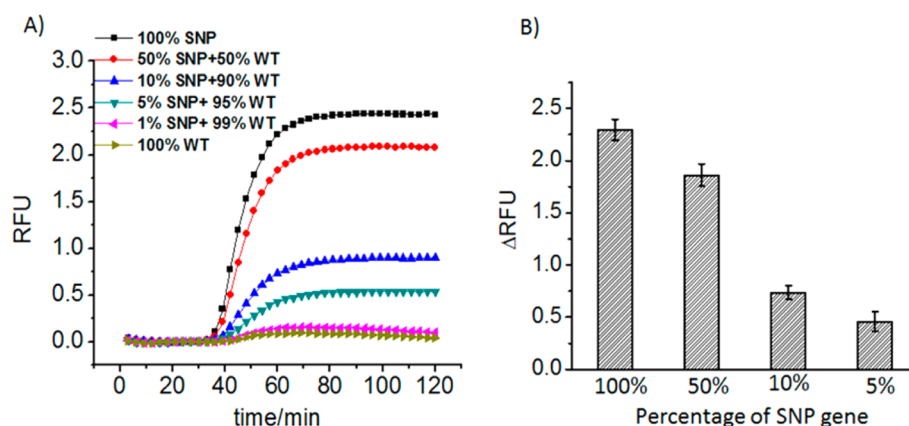 A)
100% SNP
50% SNP+50% WT
10% SNP+90% WT
5% SNP+ 95% WT
1% SNP+ 99% WT
100% WT
3.0
2.5
2.0
1.5
1.0
0.5
0.0
RFU
0 20 40 60 80 100 120
time/min
B)
2.5
2.0
1.5
1.0
0.5
0.0
ΔRFU
100% 50% 10% 5%
Percentage of SNP gene